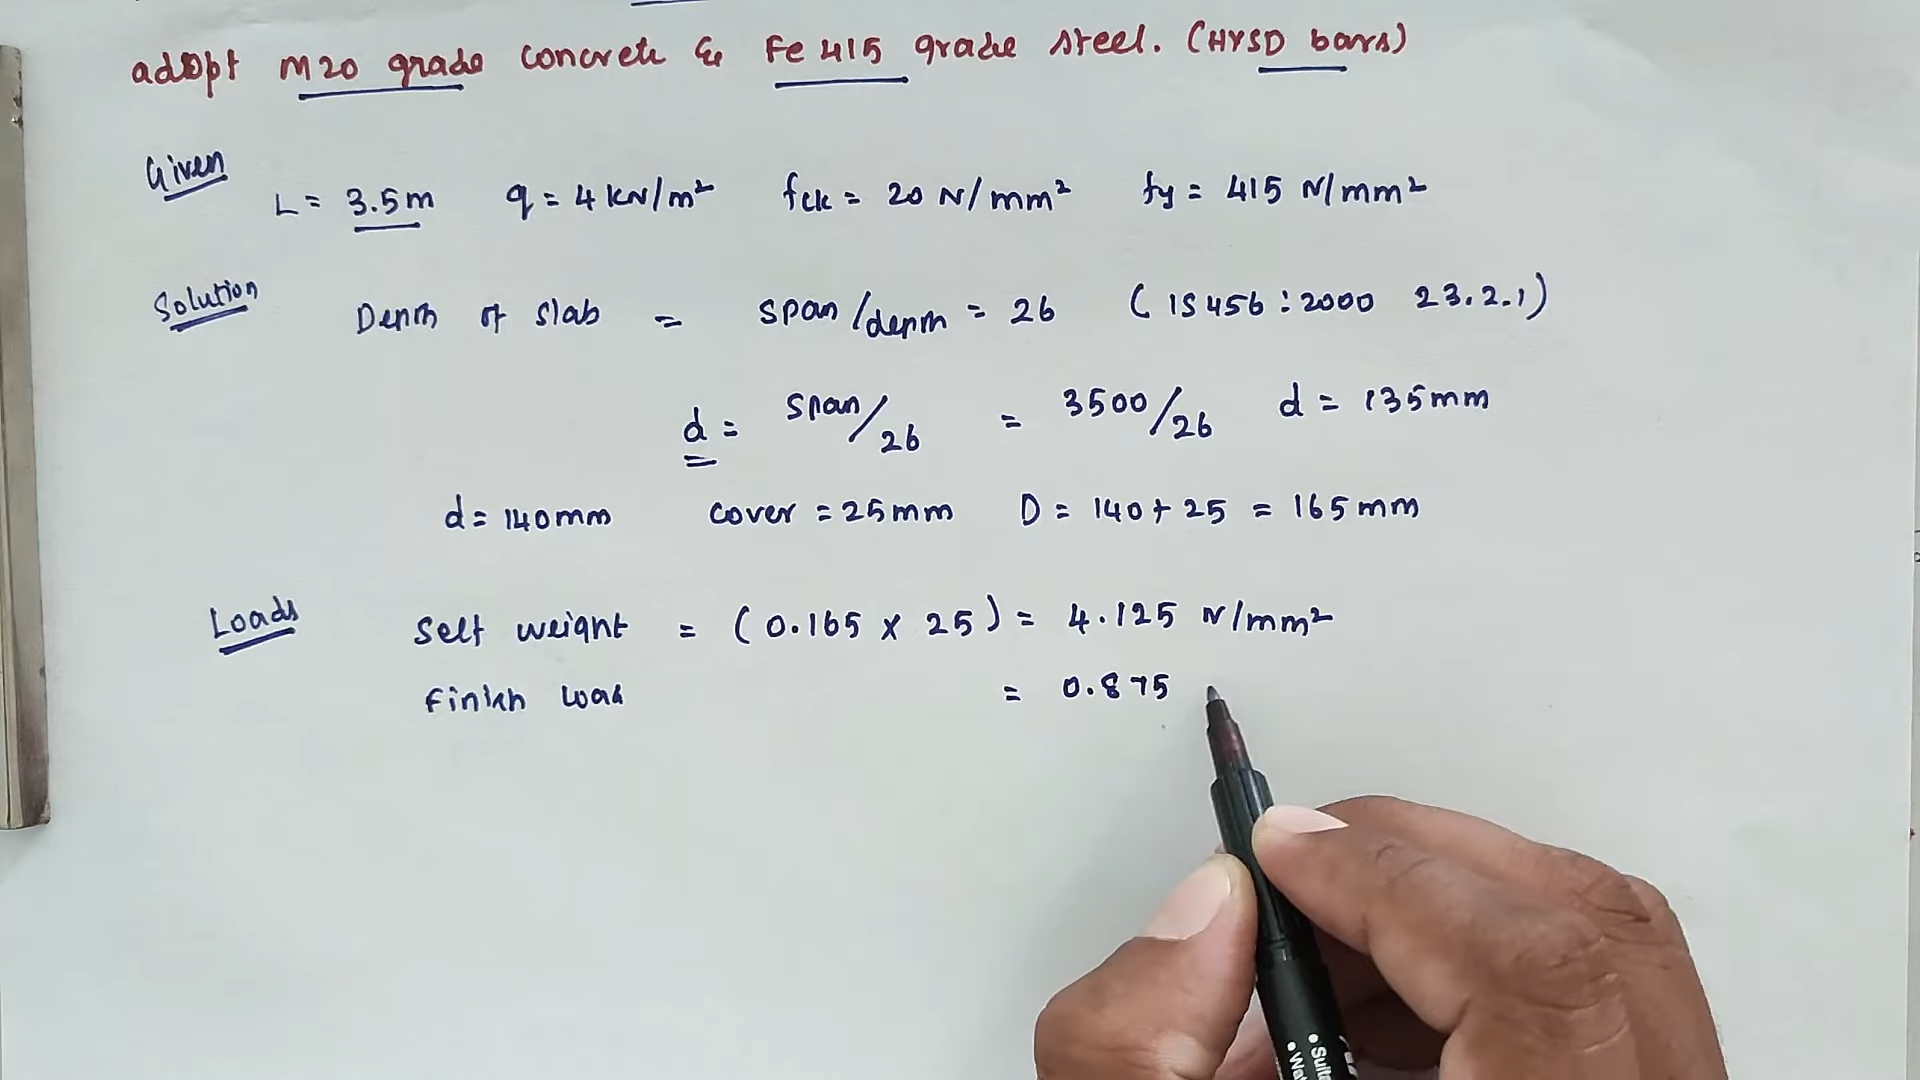 adopt M20 grade concrete & Fe 415 grade steel. (HYSD bars)
Given
L = 3.5m q = 4 kN/m² fck = 20 N/mm² fy = 415 N/mm²
Solution
Depth of slab = span/depth = 26 (IS 456:2000 23.2.1)
d = span/26 = 3500/26 d = 135mm
d = 140mm cover = 25mm D = 140 + 25 = 165mm
Loads
Self weight = (0.165 x 25) = 4.125 N/mm²
Finish load = 0.875